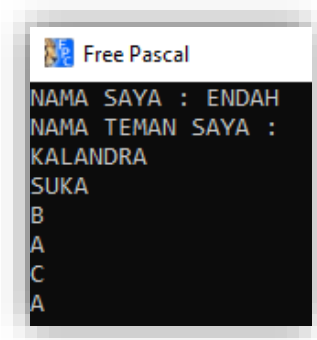 Free Pascal
NAMA SAYA : ENDAH
NAMA TEMAN SAYA :
KALANDRA
SUKA
B
A
C
A